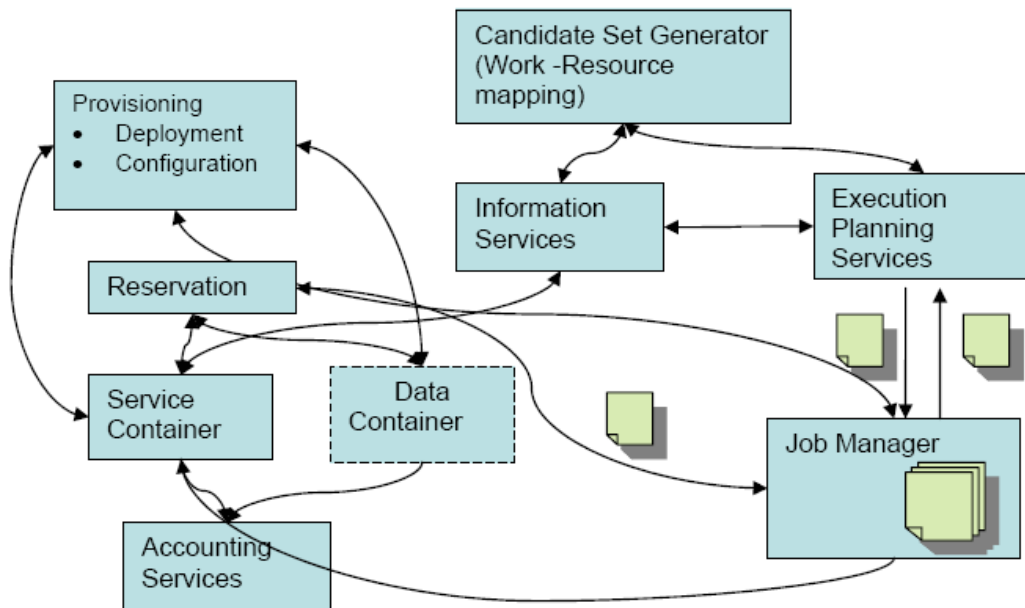 Candidate Set Generator
(Work -Resource
mapping)
Provisioning
• Deployment
• Configuration
Information
Services
Execution
Planning
Services
Reservation
Service
Container
Data
Container
Job Manager
Accounting
Services